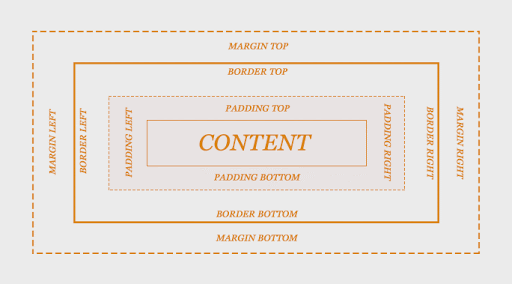 MARGIN TOP
BORDER TOP
PADDING TOP
MARGIN LEFT
BORDER LEFT
PADDING LEFT
CONTENT
PADDING RIGHT
BORDER RIGHT
MARGIN RIGHT
PADDING BOTTOM
BORDER BOTTOM
MARGIN BOTTOM